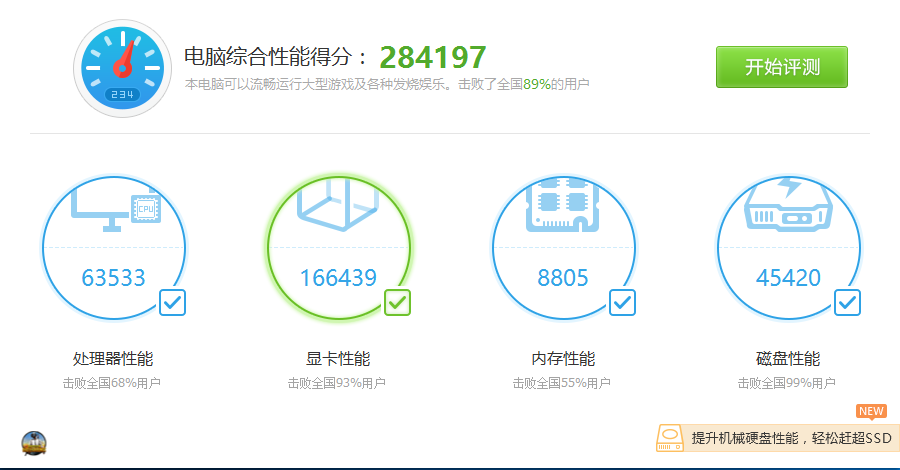 电脑综合性能得分： 284197
本电脑可以流畅运行大型游戏及各种发烧娱乐。击败了全国89%的用户
234
开始评测
CPU
63533
166439
8805
45420
处理器性能
显卡性能
内存性能
磁盘性能
击败全国68%用户
击败全国93%用户
击败全国55%用户
击败全国99%用户
NEW
提升机械硬盘性能，轻松赶超SSD